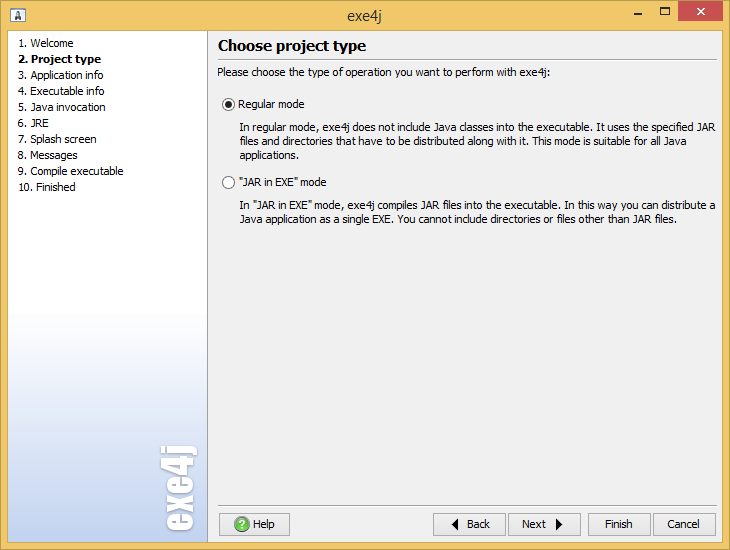 exe4j
1. Welcome
2. Project type
3. Application info
4. Executable info
5. Java invocation
6. JRE
7. Splash screen
8. Messages
9. Compile executable
10. Finished
exe4j
Choose project type
Please choose the type of operation you want to perform with exe4j:
Regular mode
In regular mode, exe4j does not include Java classes into the executable. It uses the specified JAR
files and directories that have to be distributed along with it. This mode is suitable for all Java
applications.
"JAR in EXE" mode
In "JAR in EXE" mode, exe4j compiles JAR files into the executable. In this way you can distribute a
Java application as a single EXE. You cannot include directories or files other than JAR files.
? Help
Back
Next
Finish
Cancel